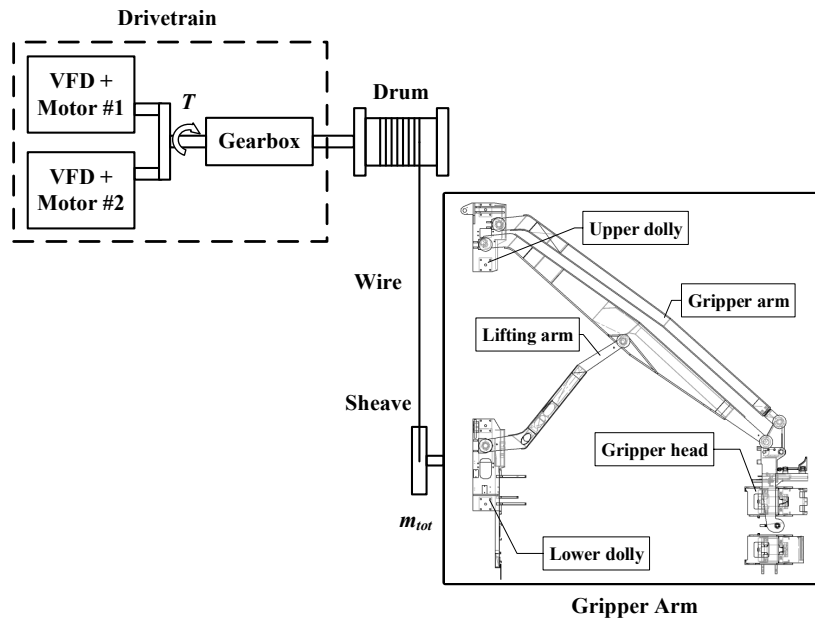 Drivetrain
VFD +
Motor #1
VFD +
Motor #2
T
Gearbox
Drum
Wire
Sheave
m_tot
Upper dolly
Gripper arm
Lifting arm
Gripper head
Lower dolly
Gripper Arm